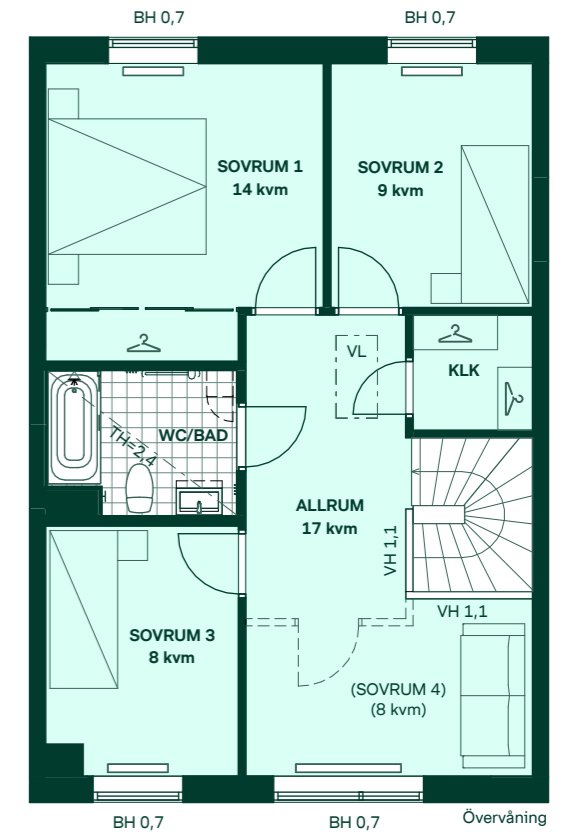 BH 0,7
BH 0,7
SOVRUM 1
14 kvm
SOVRUM 2
9 kvm
VL
KLK
TH=2,4
WC/BAD
ALLRUM
17 kvm
VH 1,1
VH 1,1
SOVRUM 3
8 kvm
(SOVRUM 4)
(8 kvm)
BH 0,7
BH 0,7
Övervåning